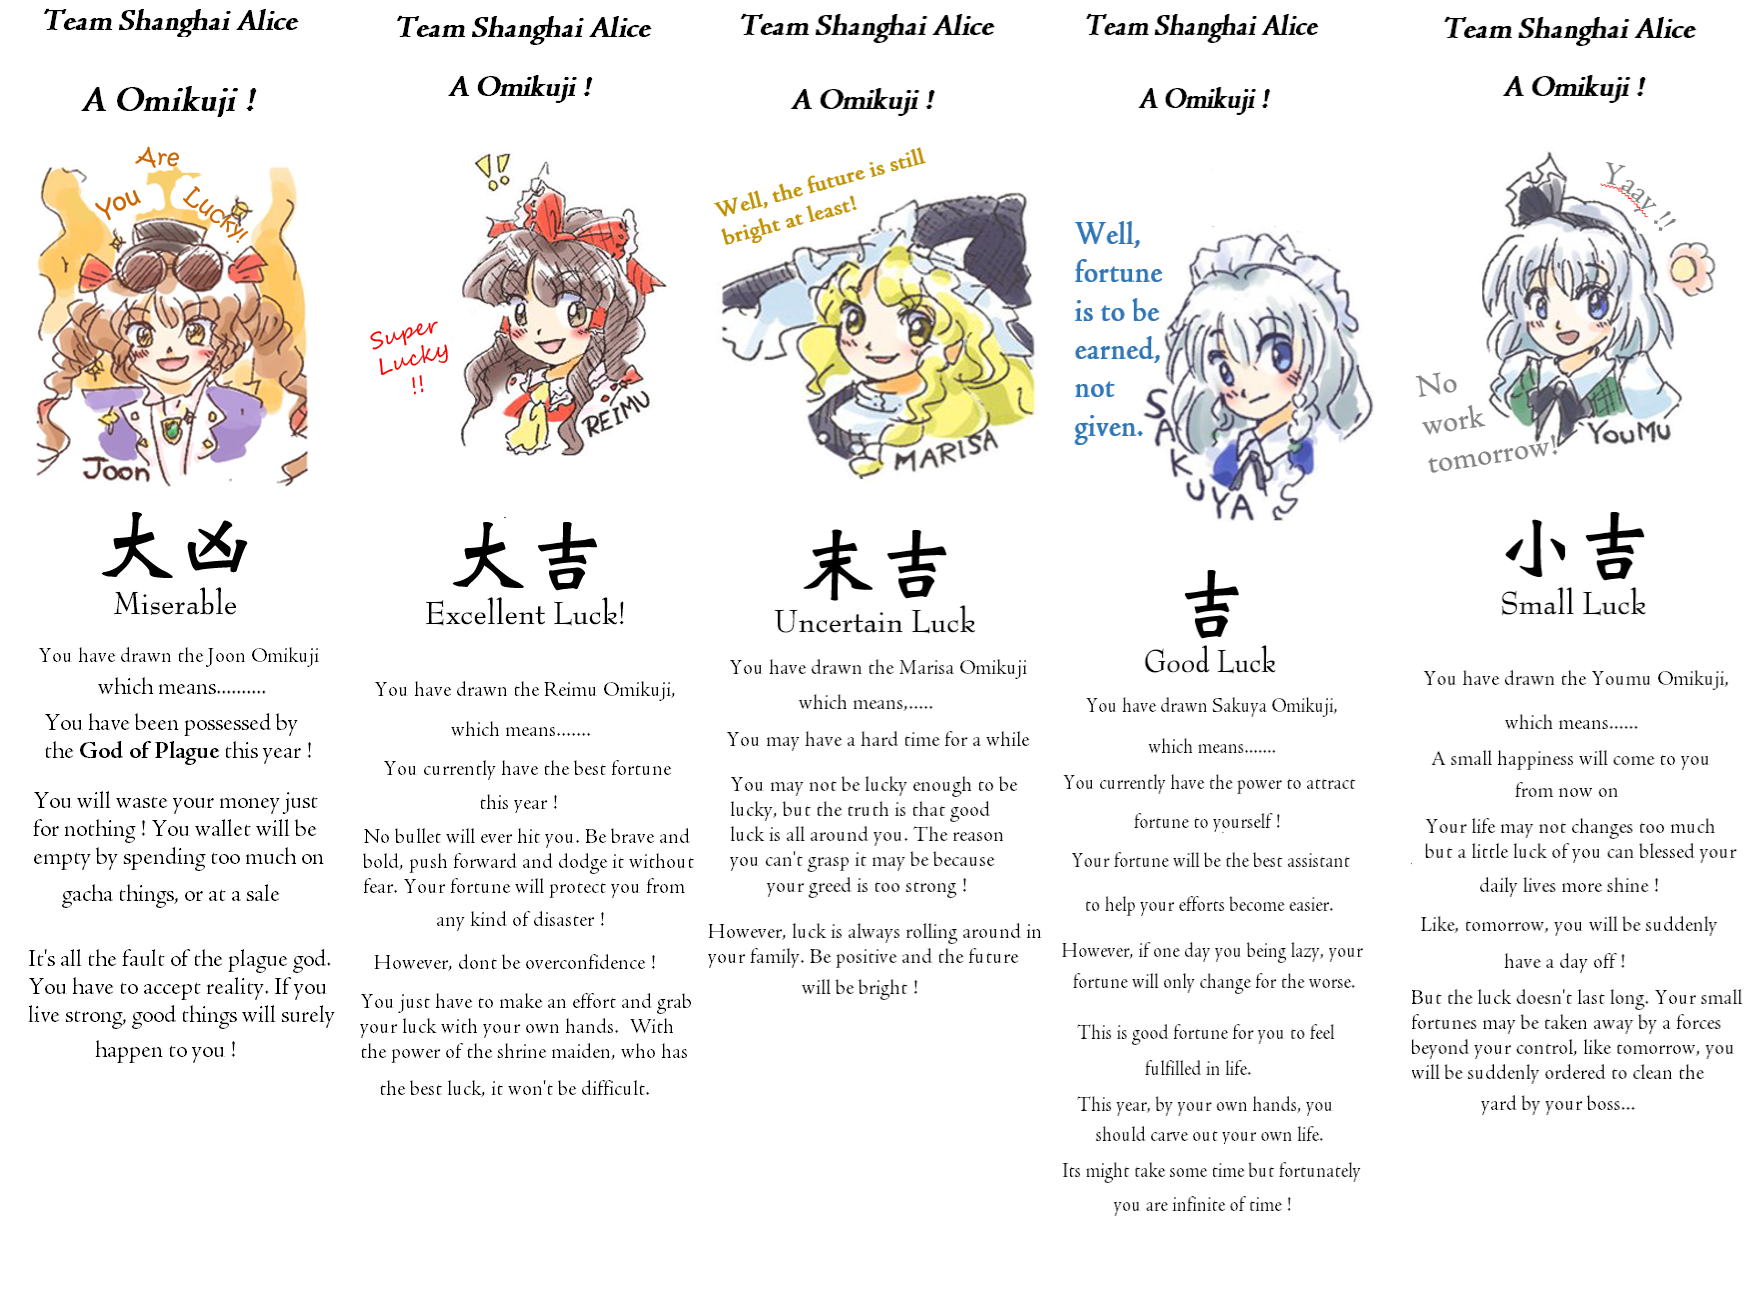 Team Shanghai Alice
A Omikuji !
You
Are
Lucky!
Joon
大凶
Miserable
You have drawn the Joon Omikuji
which means..........
You have been possessed by
the God of Plague this year !
You will waste your money just
for nothing ! You wallet will be
empty by spending too much on
gacha things, or at a sale
It's all the fault of the plague god.
You have to accept reality. If you
live strong, good things will surely
happen to you !
Team Shanghai Alice
A Omikuji !
!!
Super
Lucky
!!
REIMU
大吉
Excellent Luck!
You have drawn the Reimu Omikuji,
which means.......
You currently have the best fortune
this year !
No bullet will ever hit you. Be brave and
bold, push forward and dodge it without
fear. Your fortune will protect you from
any kind of disaster !
However, dont be overconfidence !
You just have to make an effort and grab
your luck with your own hands.  With
the power of the shrine maiden, who has
the best luck, it won't be difficult.
Team Shanghai Alice
A Omikuji !
Well, the future is still
bright at least!
MARISA
末吉
Uncertain Luck
You have drawn the Marisa Omikuji
which means,.....
You may have a hard time for a while
You may not be lucky enough to be
lucky, but the truth is that good
luck is all around you. The reason
you can't grasp it may be because
your greed is too strong !
However, luck is always rolling around in
your family. Be positive and the future
will be bright !
Team Shanghai Alice
A Omikuji !
Well,
fortune
is to be
earned,
not
given.
SAKUYA
吉
Good Luck
You have drawn Sakuya Omikuji,
which means.......
You currently have the power to attract
fortune to yourself !
Your fortune will be the best assistant
to help your efforts become easier.
However, if one day you being lazy, your
fortune will only change for the worse.
This is good fortune for you to feel
fulfilled in life.
This year, by your own hands, you
should carve out your own life.
Its might take some time but fortunately
you are infinite of time !
Team Shanghai Alice
A Omikuji !
Yaay !!
No
work
tomorrow!
YouMU
小吉
Small Luck
You have drawn the Youmu Omikuji,
which means......
A small happiness will come to you
from now on
Your life may not changes too much
but a little luck of you can blessed your
daily lives more shine !
Like, tomorrow, you will be suddenly
have a day off !
But the luck doesn't last long. Your small
fortunes may be taken away by a forces
beyond your control, like tomorrow, you
will be suddenly ordered to clean the
yard by your boss...